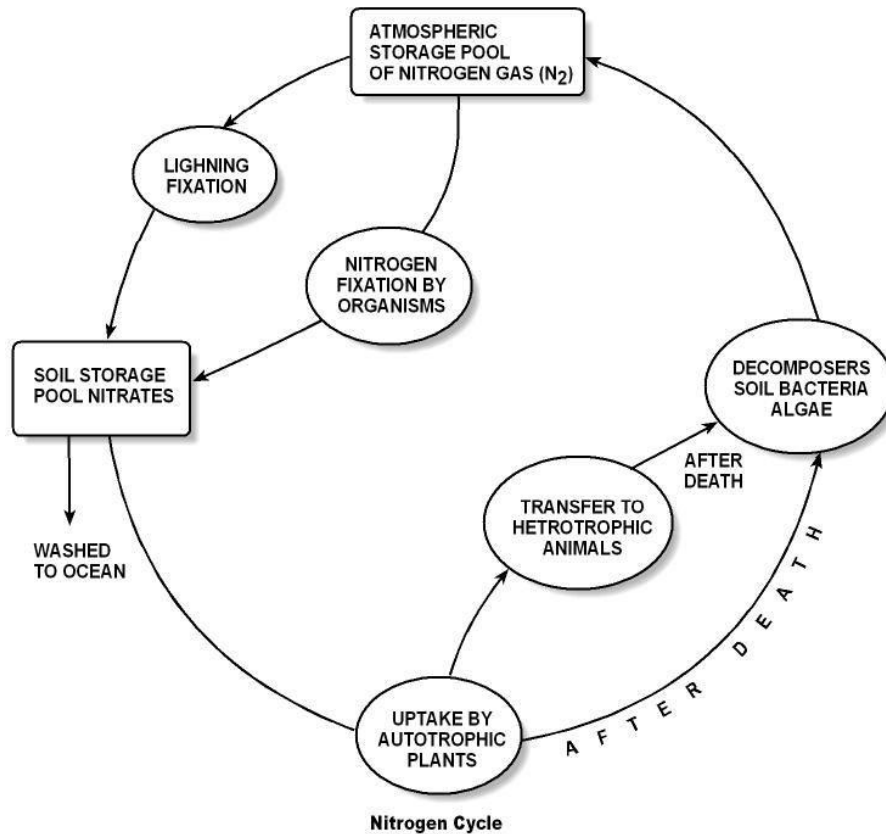 ATMOSPHERIC
STORAGE POOL
OF NITROGEN GAS (N₂)
LIGHNING
FIXATION
NITROGEN
FIXATION BY
ORGANISMS
SOIL STORAGE
POOL NITRATES
DECOMPOSERS
SOIL BACTERIA
ALGAE
AFTER
DEATH
TRANSFER TO
HETROTROPHIC
ANIMALS
WASHED
TO OCEAN
UPTAKE BY
AUTOTROPHIC
PLANTS
AFTER DEATH
Nitrogen Cycle